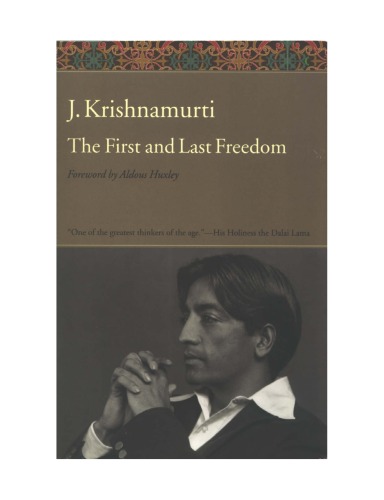 J. Krishnamurti
The First and Last Freedom
Foreword by Aldous Huxley
"One of the greatest thinkers of the age."—His Holiness the Dalai Lama